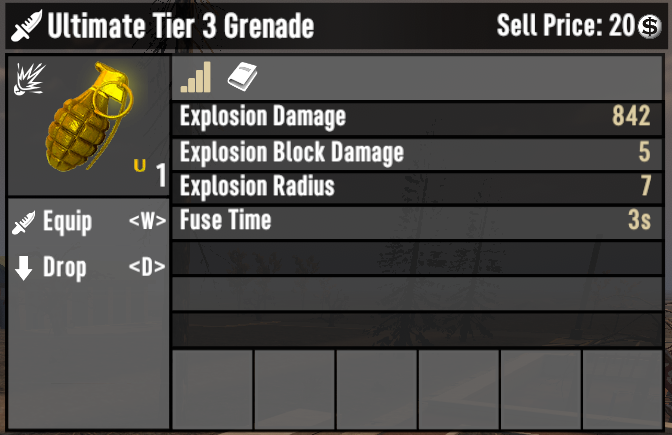 Ultimate Tier 3 Grenade Sell Price: 20
U 1
Explosion Damage 842
Explosion Block Damage 5
Explosion Radius 7
Fuse Time 3s
Equip <W>
Drop <D>